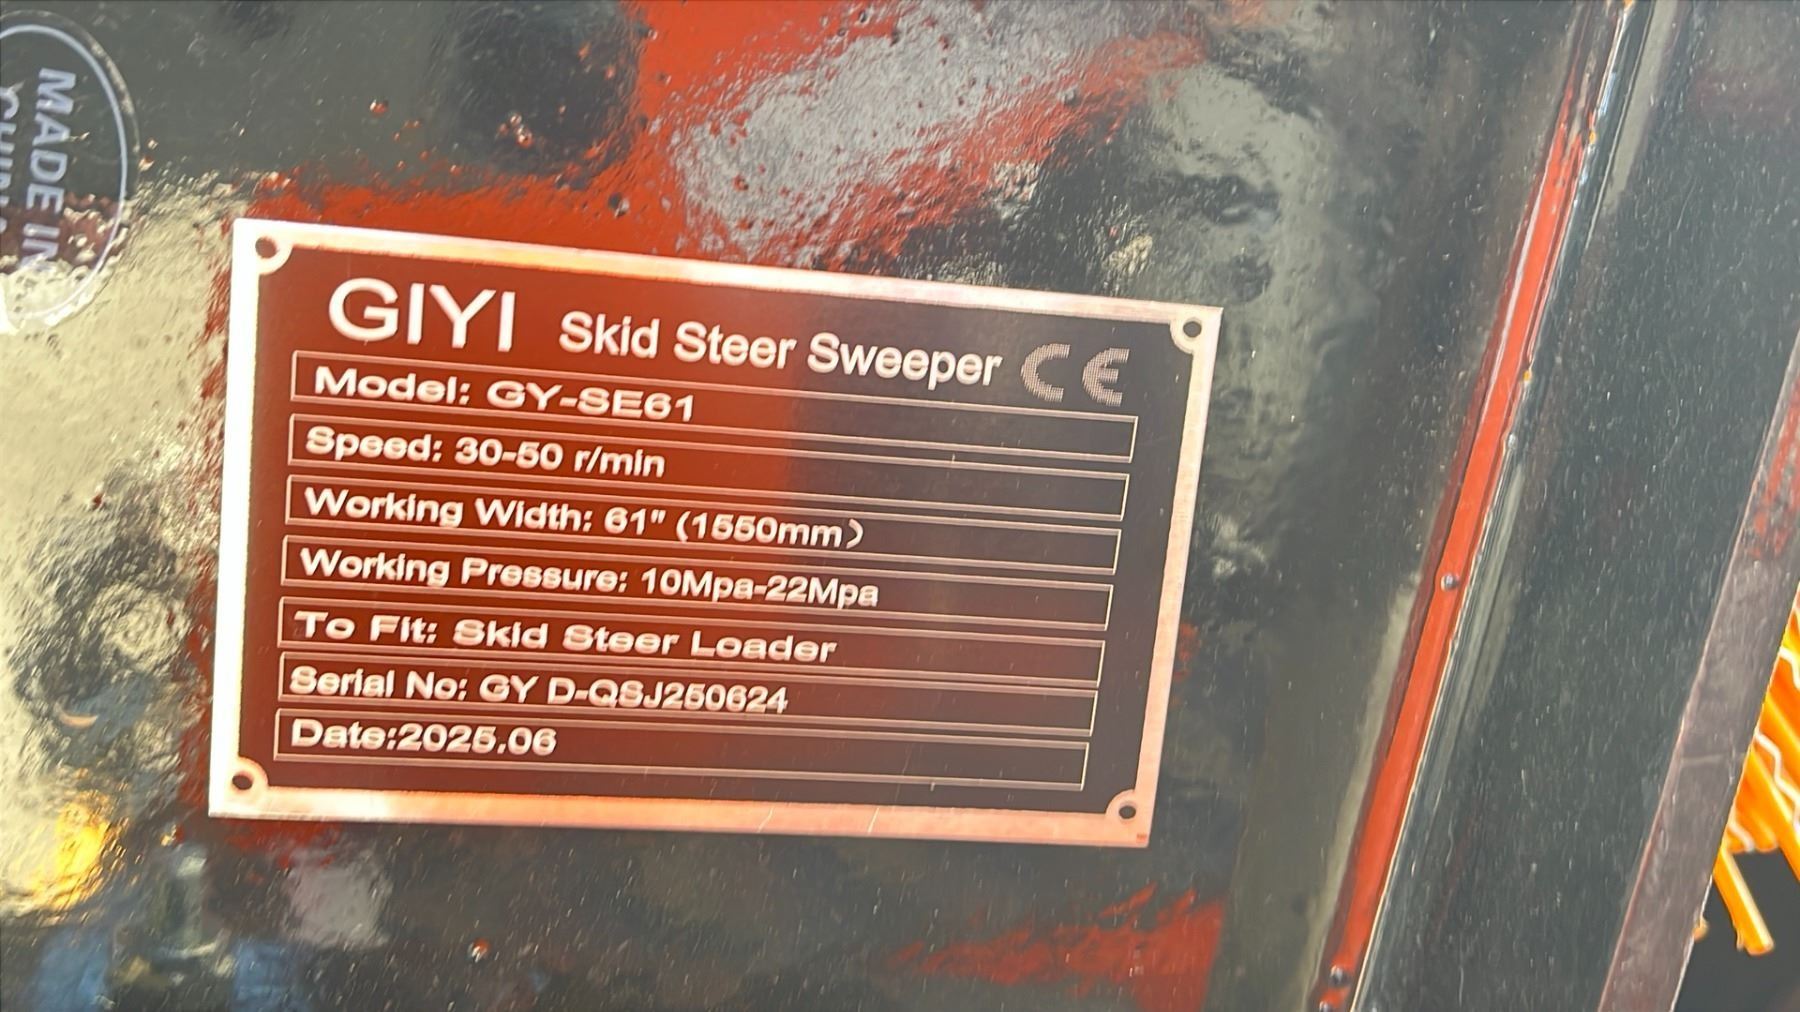 MADE IN
GIYI Skid Steer Sweeper CE
Model: GY-SE61
Speed: 30-50 r/min
Working Width: 61" (1550mm)
Working Pressure: 10Mpa-22Mpa
To Fit: Skid Steer Loader
Serial No: GY D-QSJ250624
Date:2025.06